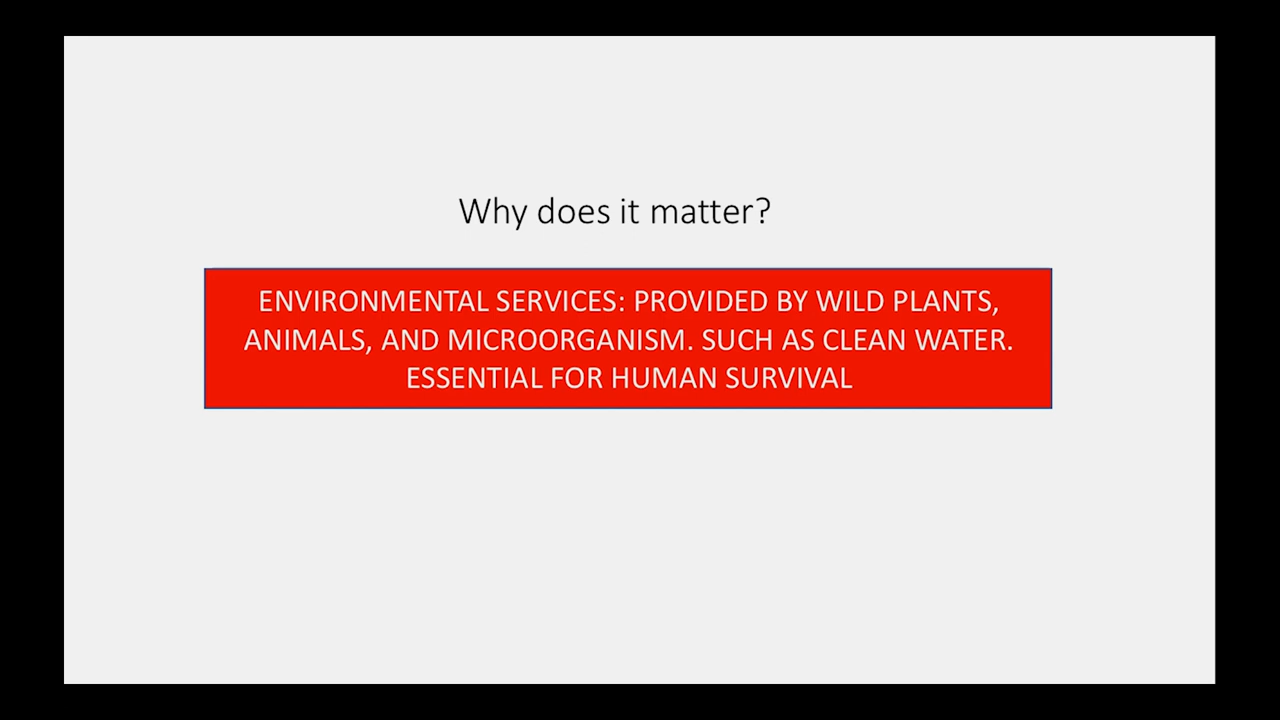 Why does it matter?
ENVIRONMENTAL SERVICES: PROVIDED BY WILD PLANTS,
ANIMALS, AND MICROORGANISM. SUCH AS CLEAN WATER.
ESSENTIAL FOR HUMAN SURVIVAL